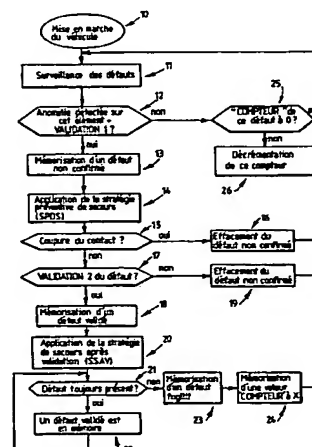 10
Mise en marche
du véhicule
11
Surveillance des défauts
12
Anomalie détectée sur
cet élément =
VALIDATION 1 ?
non
oui
25
"COMPTEUR" de
ce défaut à 0 ?
non
Décrémentation
de ce compteur
26
13
Mémorisation d'un défaut
non confirmé
14
Application de la stratégie
préventive de secours
(SPDS)
15
Coupure du contact ?
oui
non
16
Effacement du
défaut non confirmé
17
VALIDATION 2 du défaut ?
non
oui
Effacement du
défaut non confirmé
19
18
Mémorisation d'un
défaut validé
20
Application de la stratégie
de secours après
validation (SSAV)
21
Défaut toujours présent ?
non
oui
Mémorisation
d'un défaut
fugitif
23
Mémorisation
d'une valeur
COMPTEUR à X
24
Un défaut validé est
en mémoire